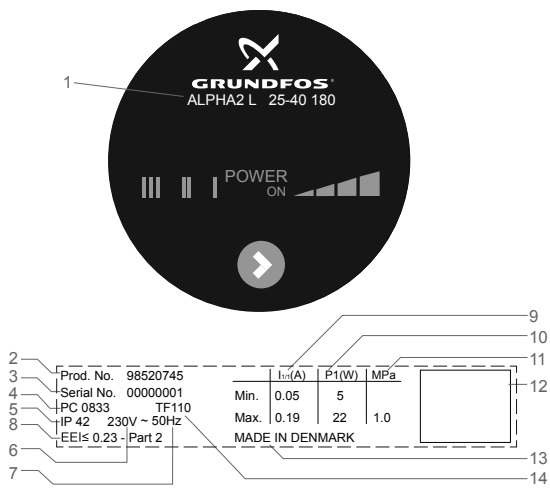 GRUNDFOS
1
ALPHA2 L 25-40 180
POWER
ON
9
10
11
12
2
3
4
5
8
6
7
Prod. No. 98520745
Serial No. 00000001
PC 0833 TF110
IP 42 230V ~ 50Hz
EEI≤ 0.23 - Part 2
I1/1(A) P1(W) MPa
Min. 0.05 5
Max. 0.19 22 1.0
MADE IN DENMARK
13
14